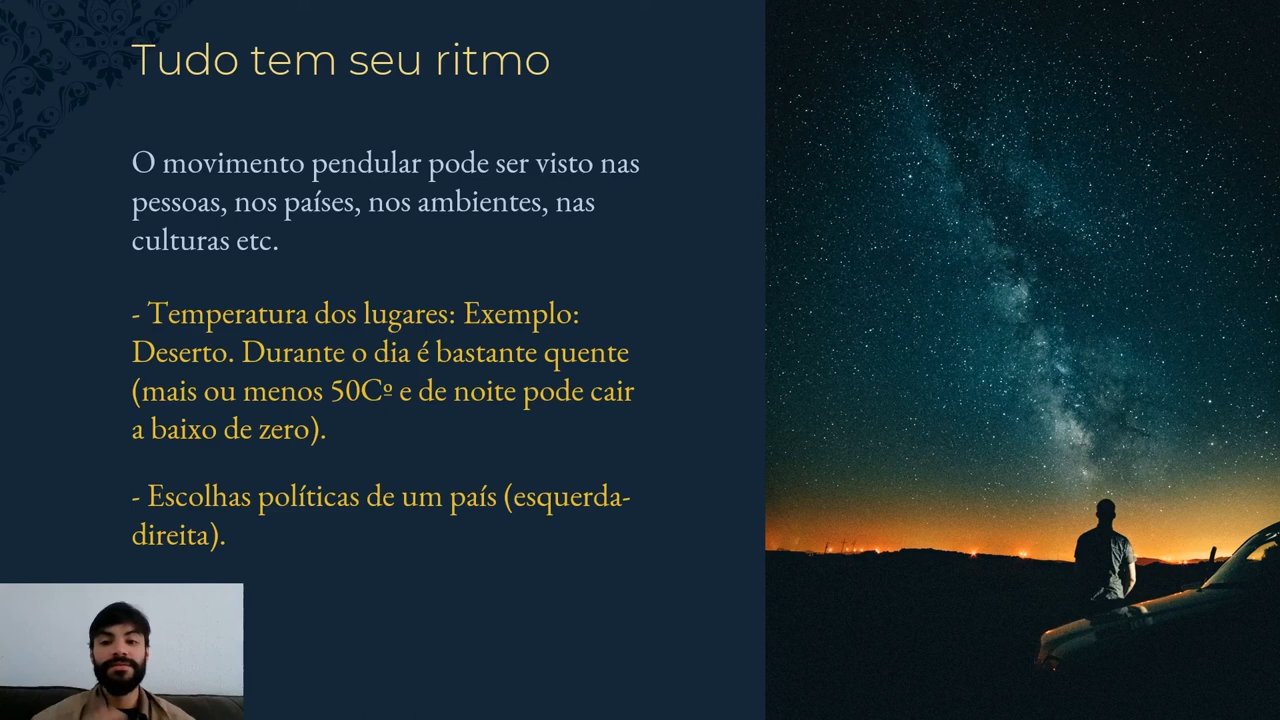 Tudo tem seu ritmo
O movimento pendular pode ser visto nas
pessoas, nos países, nos ambientes, nas
culturas etc.
- Temperatura dos lugares: Exemplo:
Deserto. Durante o dia é bastante quente
(mais ou menos 50Cº e de noite pode cair
a baixo de zero).
- Escolhas políticas de um país (esquerda-
direita).